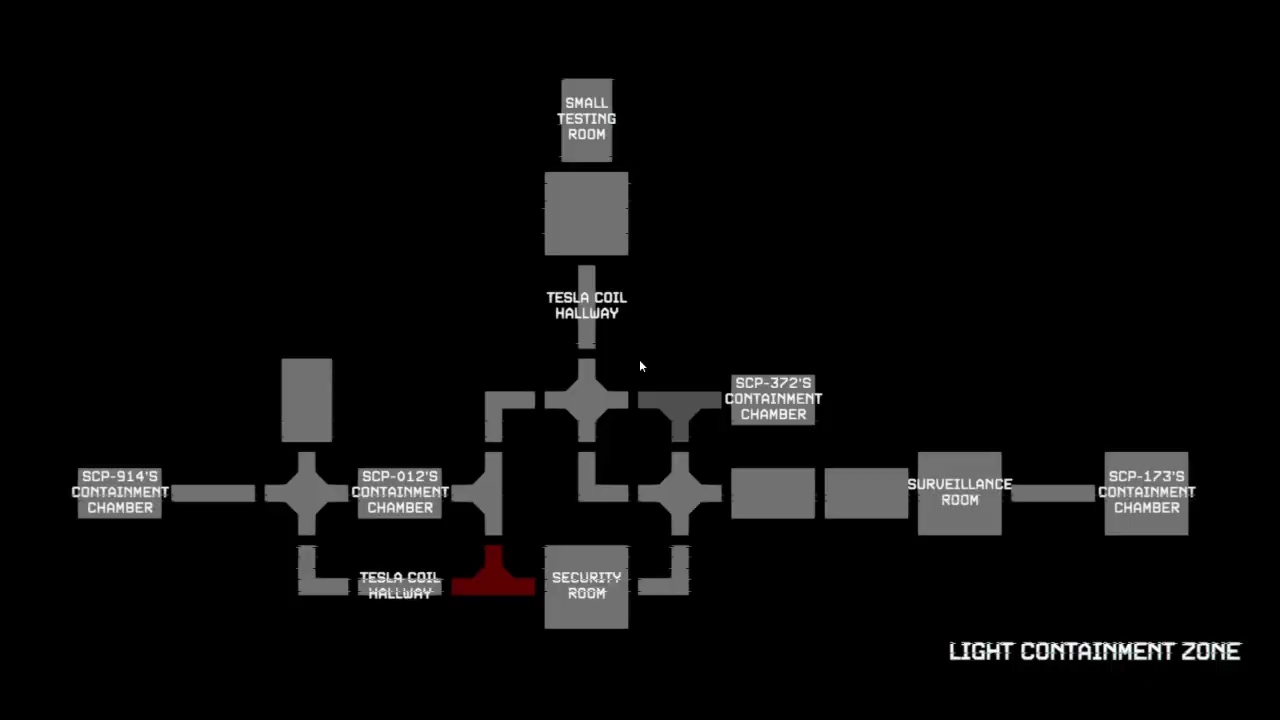 SMALL
TESTING
ROOM
TESLA COIL
HALLWAY
SCP-372'S
CONTAINMENT
CHAMBER
SCP-914'S
CONTAINMENT
CHAMBER
SCP-012'S
CONTAINMENT
CHAMBER
SURVEILLANCE
ROOM
SCP-173'S
CONTAINMENT
CHAMBER
TESLA COIL
HALLWAY
SECURITY
ROOM
LIGHT CONTAINMENT ZONE